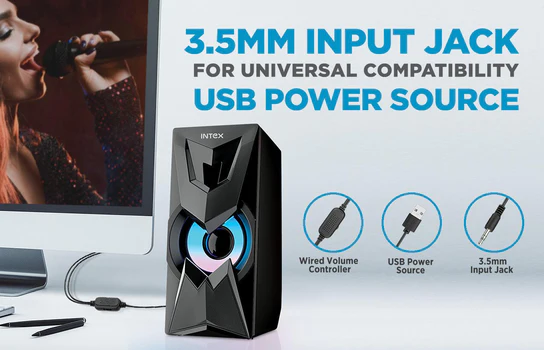 3.5MM INPUT JACK
FOR UNIVERSAL COMPATIBILITY
USB POWER SOURCE
INTEX
Wired Volume
Controller
USB Power
Source
3.5mm
Input Jack